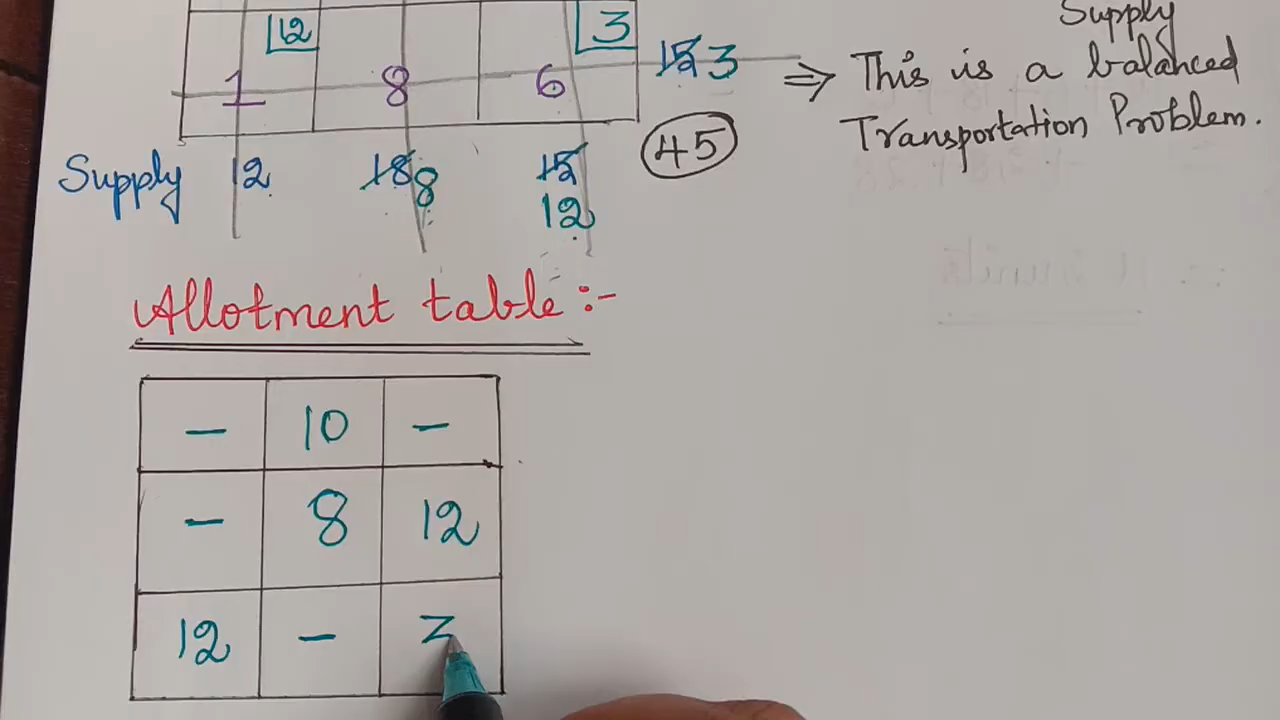 Supply
12 3
1 8 6 15 3
⇒ This is a balanced
Transportation Problem.
45
Supply 12 18 8 15
12
Allotment table :-
- 10 -
- 8 12
12 - 3